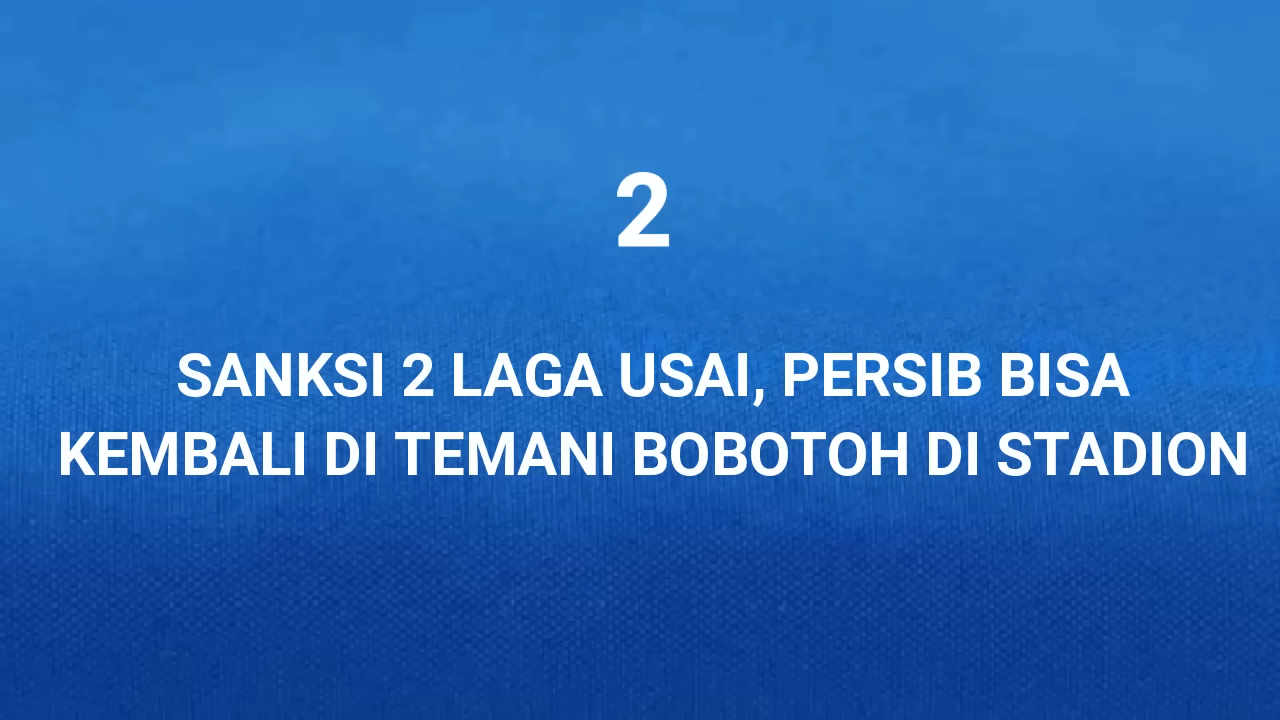 2
SANKSI 2 LAGA USAI, PERSIB BISA
KEMBALI DI TEMANI BOBOTOH DI STADION